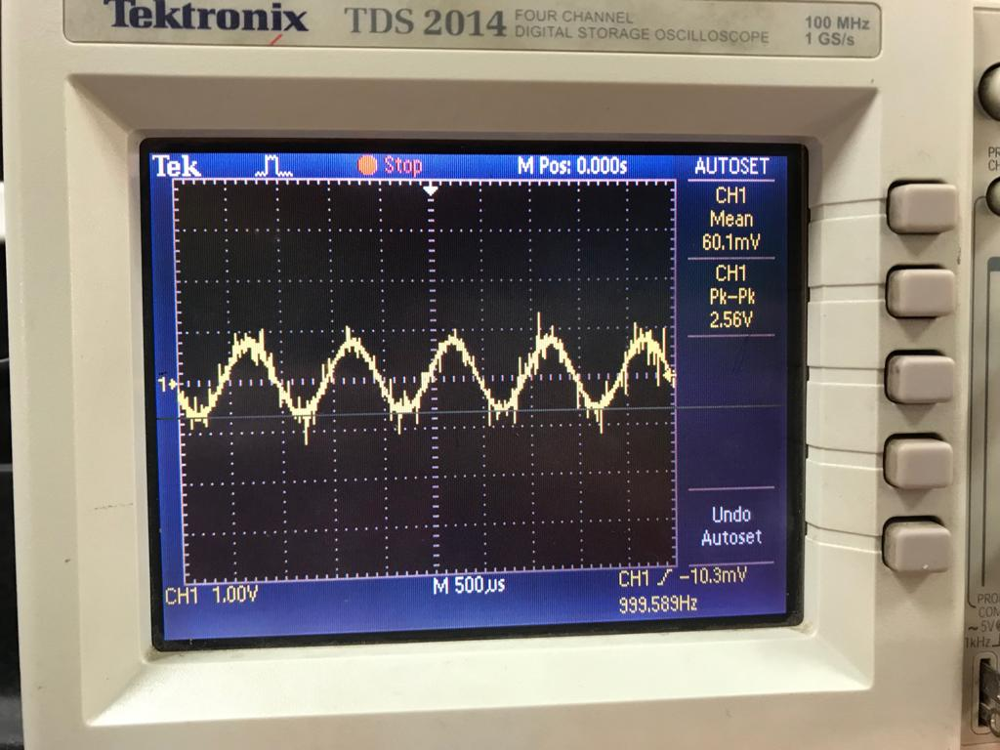 Tektronix TDS 2014 FOUR CHANNEL
DIGITAL STORAGE OSCILLOSCOPE
100 MHz
1 GS/s
Tek Stop M Pos: 0.000s AUTOSET
CH1
Mean
60.1mV
CH1
Pk-Pk
2.56V
1
Undo
Autoset
CH1 1.00V M 500µs CH1 -10.3mV
999.589Hz
~5V
1kHz